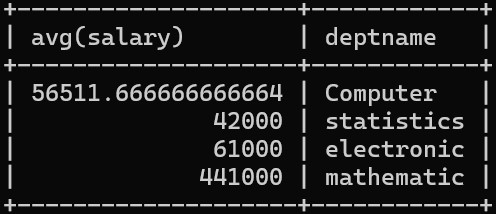 avg(salary) | deptname
56511.666666666664 | Computer
42000 | statistics
61000 | electronic
441000 | mathematic